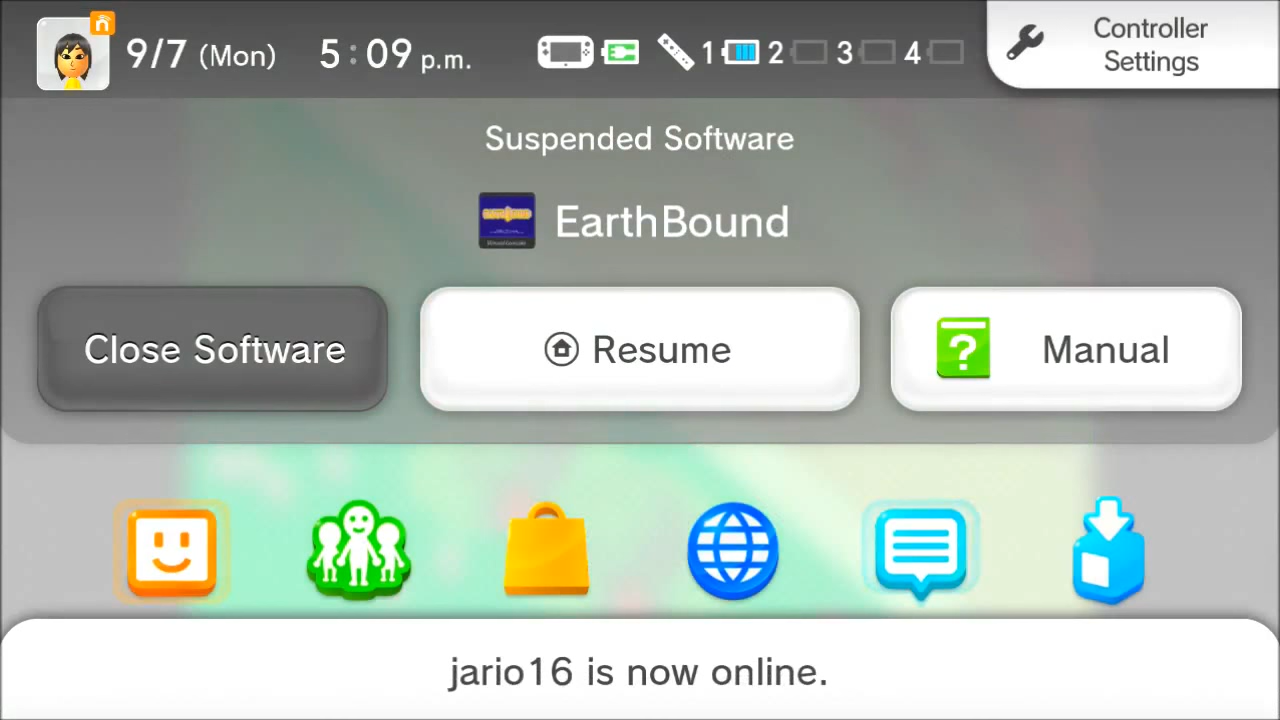 9/7 (Mon) 5:09 p.m. 1 2 3 4
Controller
Settings
Suspended Software
EarthBound
Close Software
Resume
? Manual
jario16 is now online.